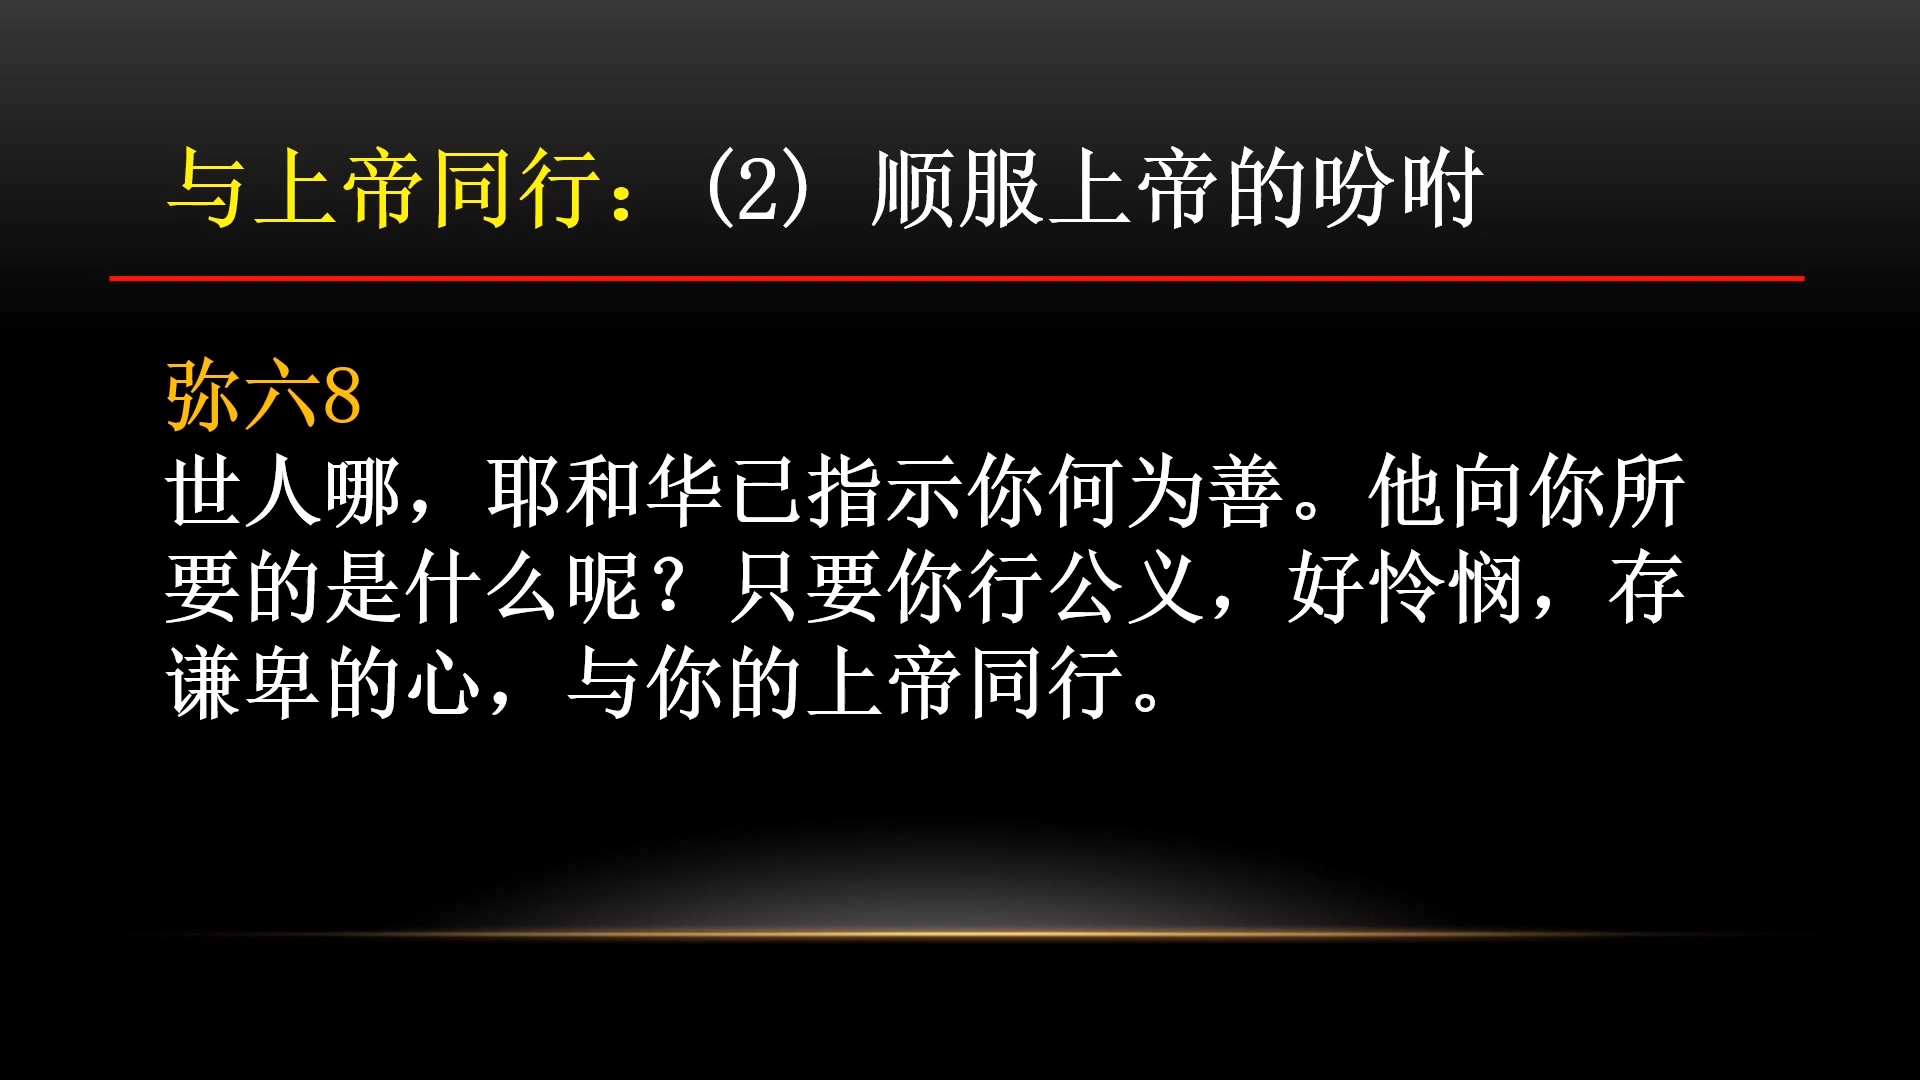 与上帝同行：(2) 顺服上帝的吩咐
弥六8
世人哪，耶和华已指示你何为善。他向你所
要的是什么呢？只要你行公义，好怜悯，存
谦卑的心，与你的上帝同行。